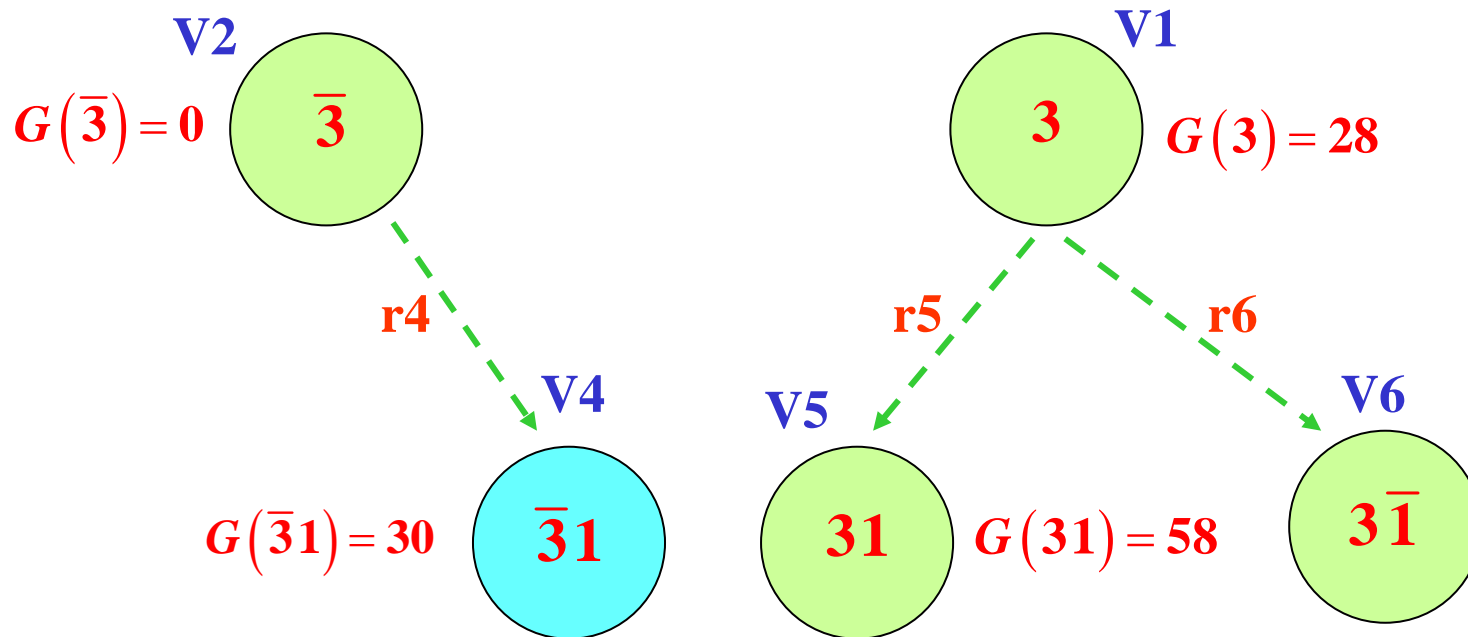 V2
V1
G(3̅) = 0
3̅
3
G(3) = 28
r4
r5
r6
V4
V5
V6
G(3̅1) = 30
3̅1
31
G(31) = 58
31̅